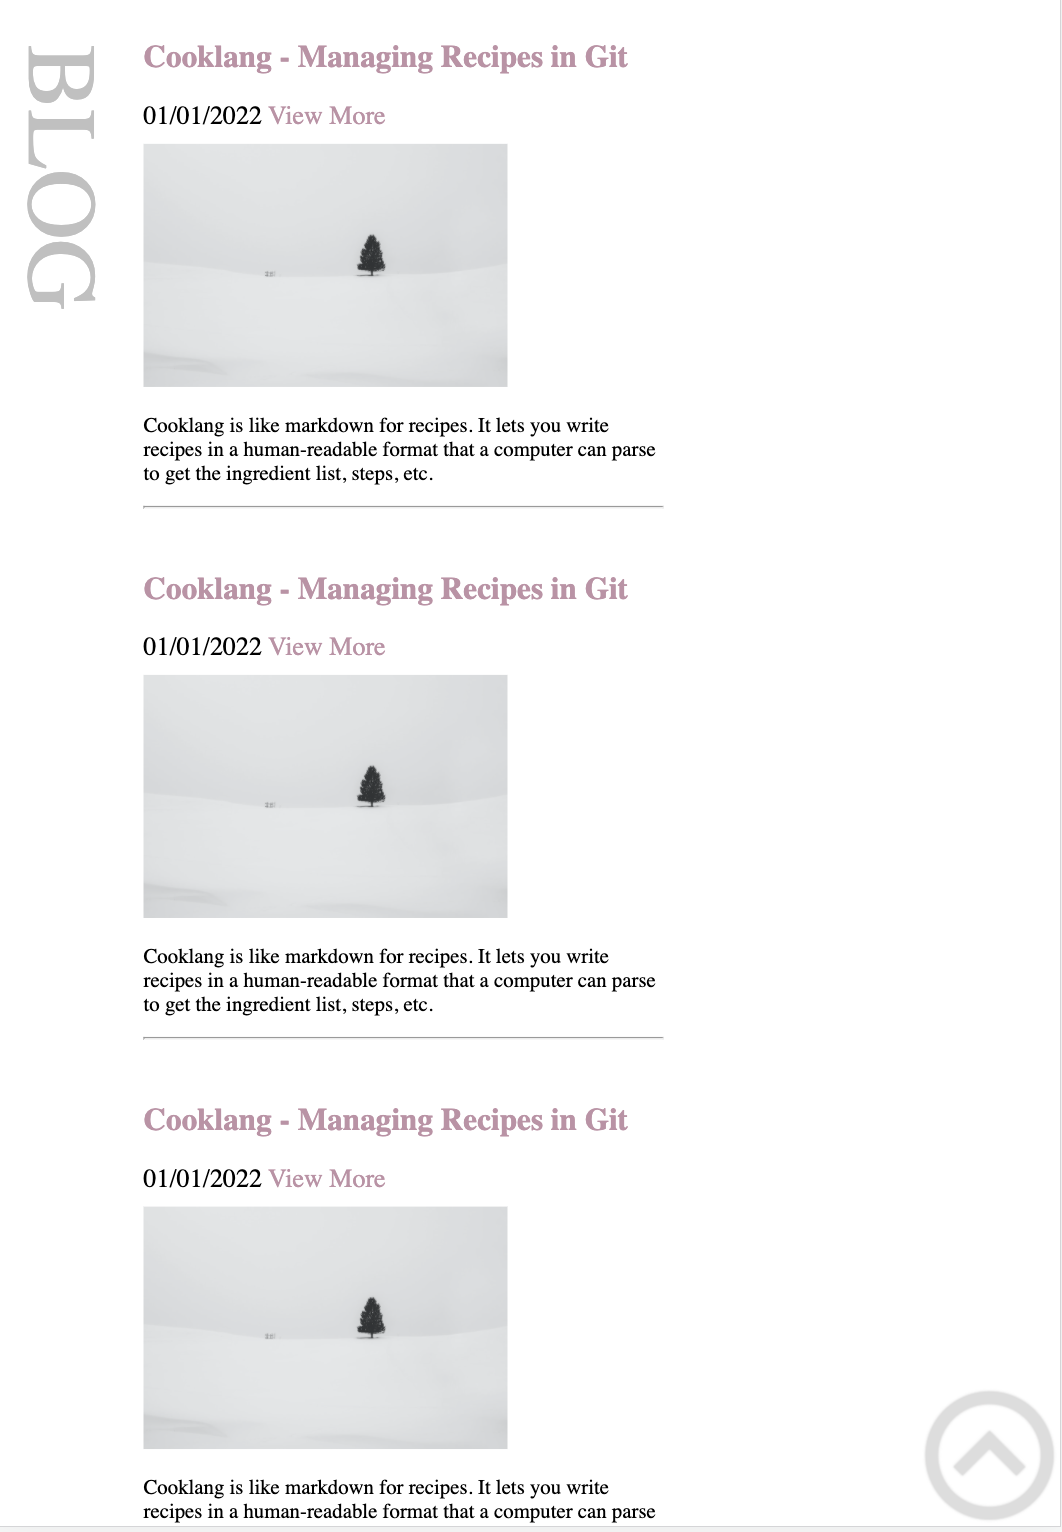 BLOG
Cooklang - Managing Recipes in Git
01/01/2022 View More
Cooklang is like markdown for recipes. It lets you write
recipes in a human-readable format that a computer can parse
to get the ingredient list, steps, etc.
Cooklang - Managing Recipes in Git
01/01/2022 View More
Cooklang is like markdown for recipes. It lets you write
recipes in a human-readable format that a computer can parse
to get the ingredient list, steps, etc.
Cooklang - Managing Recipes in Git
01/01/2022 View More
Cooklang is like markdown for recipes. It lets you write
recipes in a human-readable format that a computer can parse